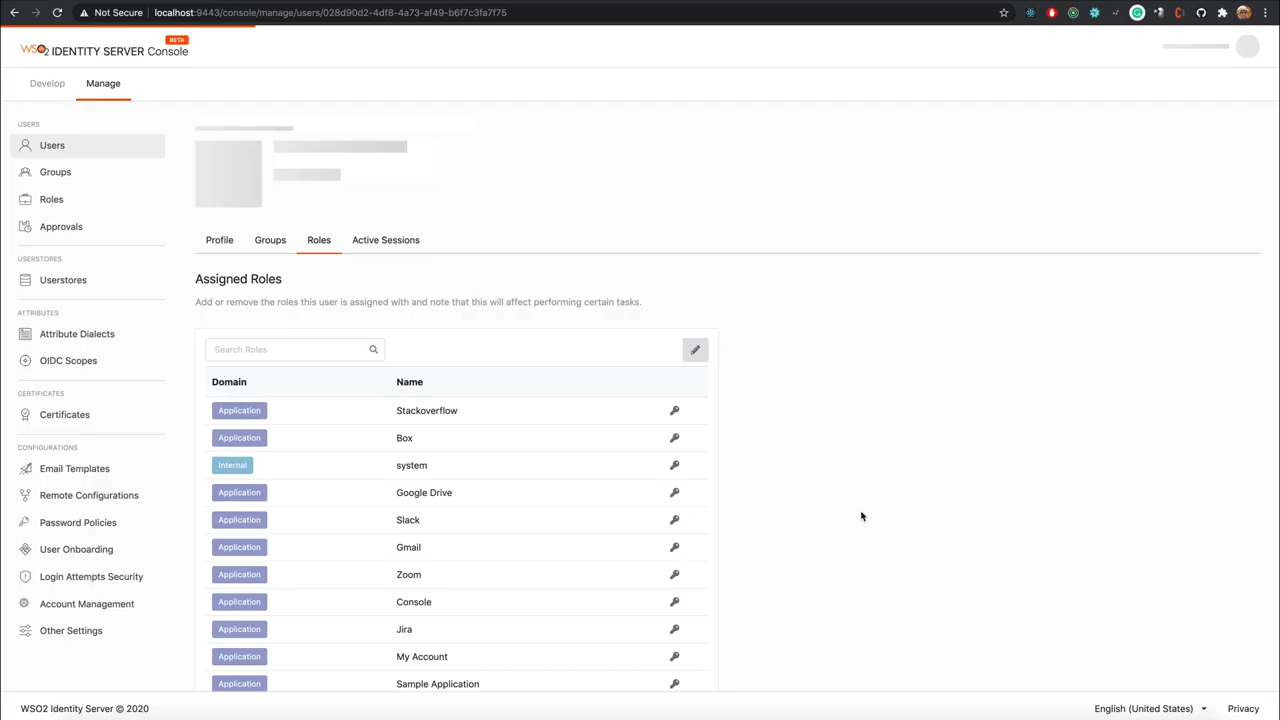 Not Secure
localhost:9443/console/manage/users/028d90d2-4df8-4a73-af49-b6f7c3fa7f75
BETA
WSO2 IDENTITY SERVER Console
Develop
Manage
USERS
Users
Groups
Roles
Approvals
USERSTORES
Userstores
ATTRIBUTES
Attribute Dialects
OIDC Scopes
CERTIFICATES
Certificates
CONFIGURATIONS
Email Templates
Remote Configurations
Password Policies
User Onboarding
Login Attempts Security
Account Management
Other Settings
Profile
Groups
Roles
Active Sessions
Assigned Roles
Add or remove the roles this user is assigned with and note that this will affect performing certain tasks.
Search Roles
Domain Name
Application Stackoverflow
Application Box
Internal system
Application Google Drive
Application Slack
Application Gmail
Application Zoom
Application Console
Application Jira
Application My Account
Application Sample Application
WSO2 Identity Server © 2020
English (United States)
Privacy